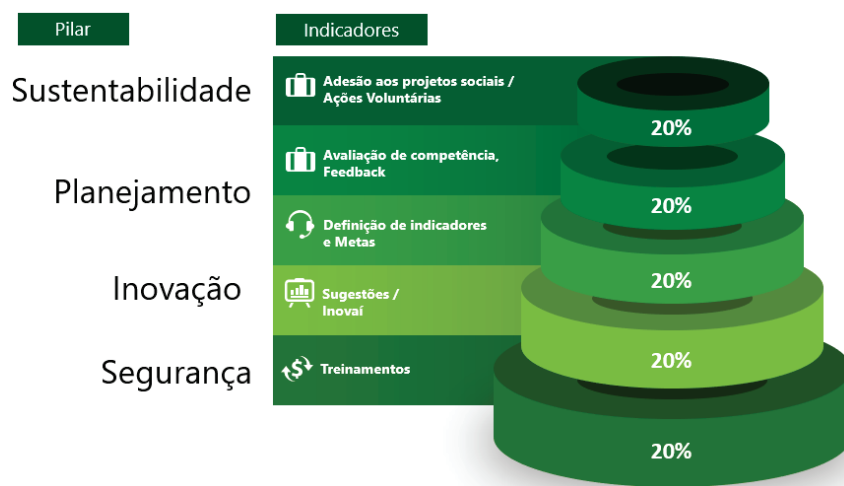 Pilar
Indicadores
Sustentabilidade
Adesão aos projetos sociais /
Ações Voluntárias
20%
Planejamento
Avaliação de competência,
Feedback
20%
Definição de indicadores
e Metas
20%
Inovação
Sugestões /
Inovaí
20%
Segurança
Treinamentos
20%